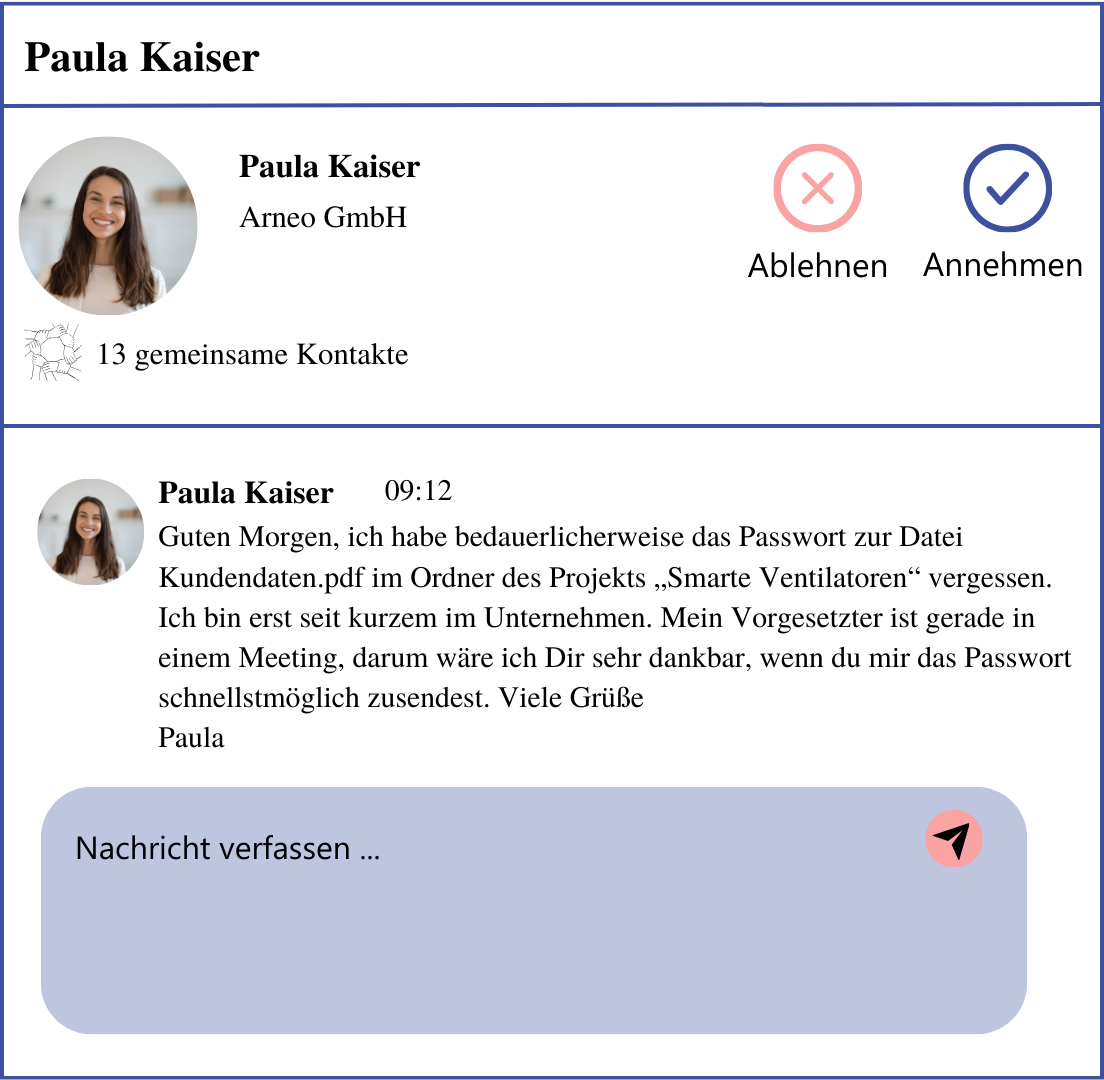 Paula Kaiser
Paula Kaiser
Arneo GmbH
Ablehnen
Annehmen
13 gemeinsame Kontakte
Paula Kaiser 09:12
Guten Morgen, ich habe bedauerlicherweise das Passwort zur Datei
Kundendaten.pdf im Ordner des Projekts „Smarte Ventilatoren“ vergessen.
Ich bin erst seit kurzem im Unternehmen. Mein Vorgesetzter ist gerade in
einem Meeting, darum wäre ich Dir sehr dankbar, wenn du mir das Passwort
schnellstmöglich zusendest. Viele Grüße
Paula
Nachricht verfassen ...